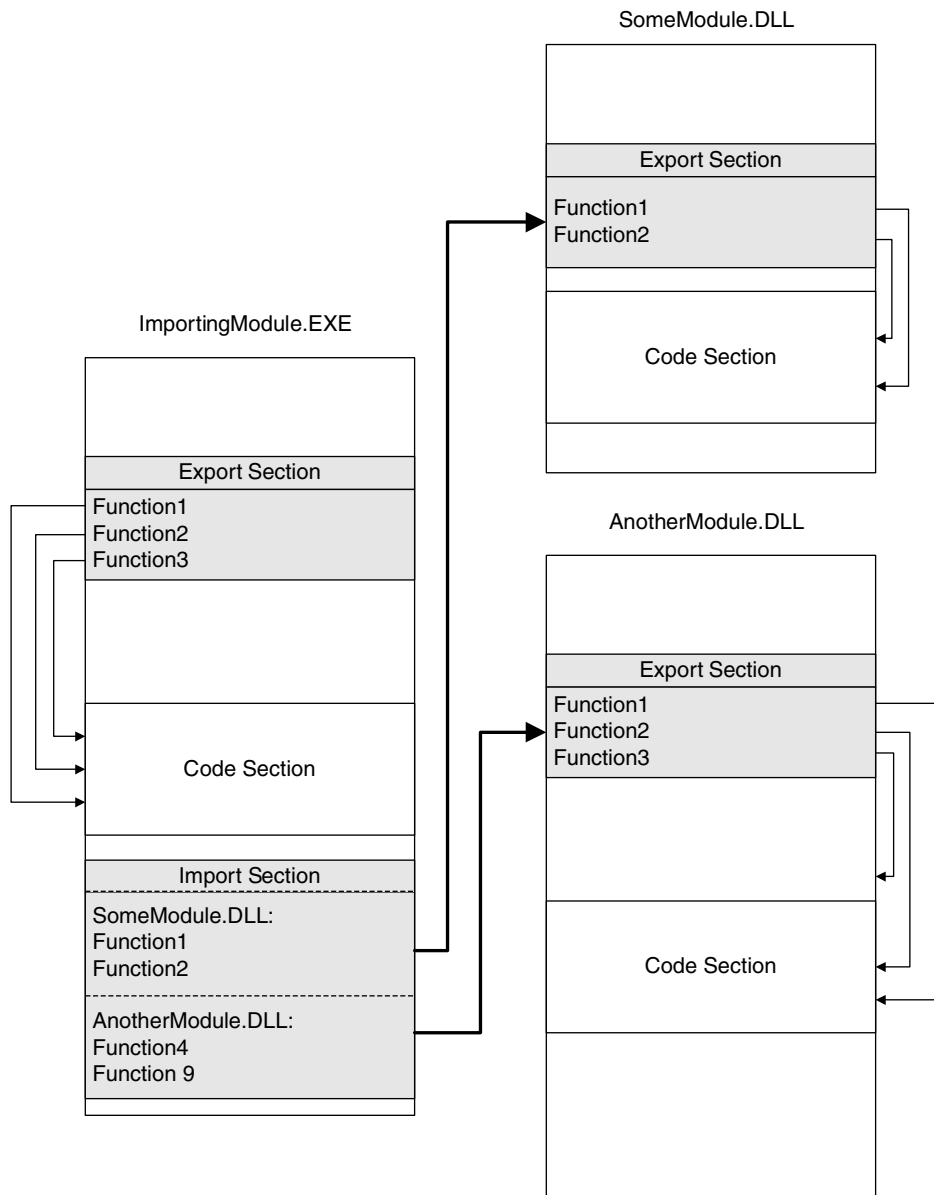 SomeModule.DLL
Export Section
Function1
Function2
Code Section
ImportingModule.EXE
Export Section
Function1
Function2
Function3
Code Section
Import Section
SomeModule.DLL:
Function1
Function2
AnotherModule.DLL:
Function4
Function 9
AnotherModule.DLL
Export Section
Function1
Function2
Function3
Code Section